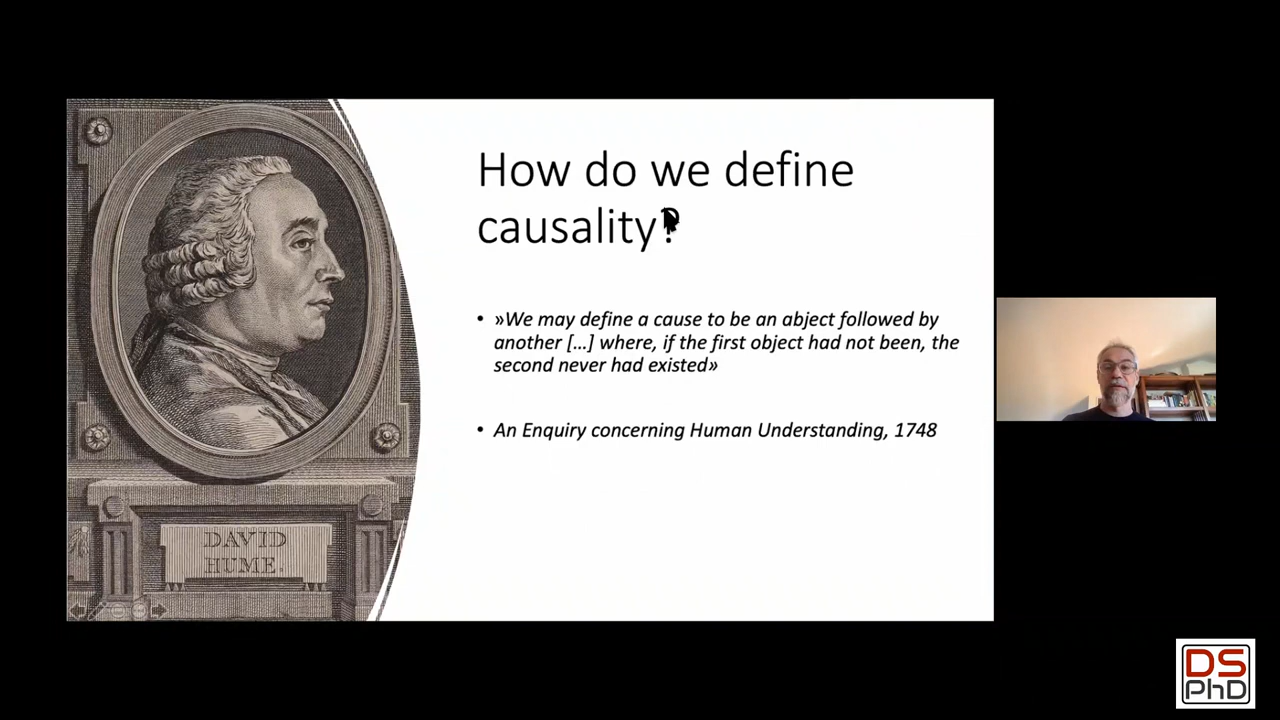 How do we define
causality?
• »We may define a cause to be an abject followed by
another [...] where, if the first object had not been, the
second never had existed»
• An Enquiry concerning Human Understanding, 1748
DAVID
HUME.
DS
PhD